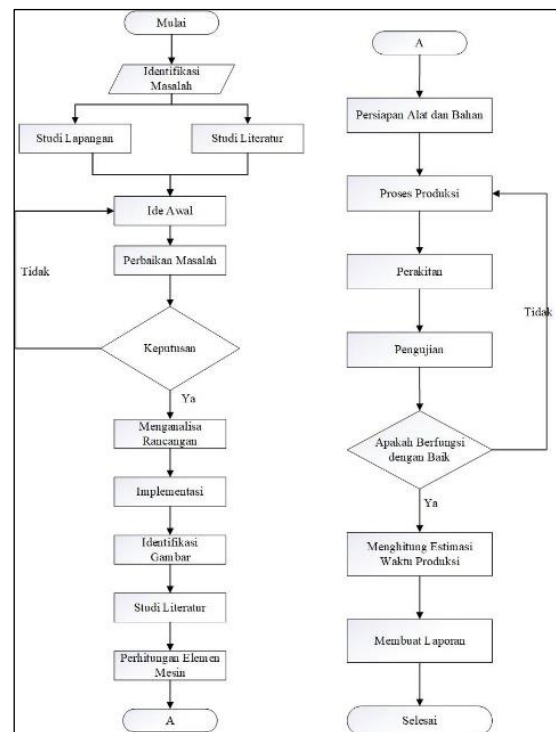 Mulai
Identifikasi
Masalah
Studi Lapangan
Studi Literatur
Ide Awal
Perbaikan Masalah
Tidak
Keputusan
Ya
Menganalisa
Rancangan
Implementasi
Identifikasi
Gambar
Studi Literatur
Perhitungan Elemen
Mesin
A
A
Persiapan Alat dan Bahan
Proses Produksi
Perakitan
Tidak
Pengujian
Apakah Berfungsi
dengan Baik
Ya
Menghitung Estimasi
Waktu Produksi
Membuat Laporan
Selesai